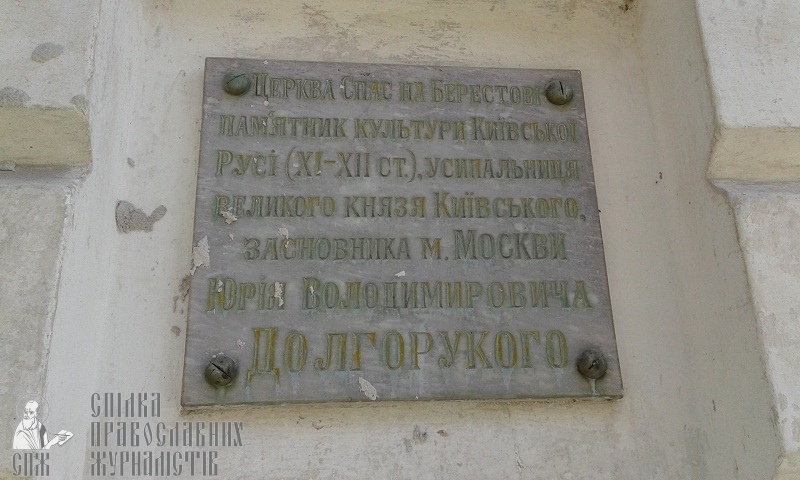 Церква Спас на Берестові
пам'ятник культури Київської
Русі (XI–XII ст.), усипальниця
великого князя Київського,
засновника м. Москви
Юрія Володимировича
Долгорукого
СПІЛКА
ПРАВОСЛАВНИХ
ЖУРНАЛІСТІВ
СПЖ